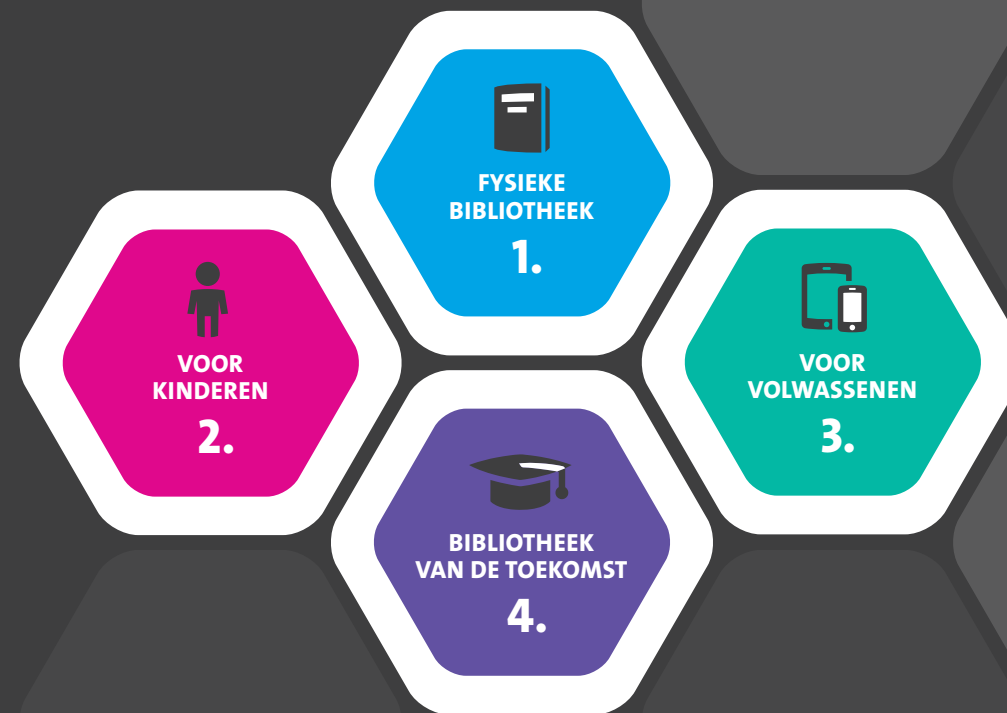 FYSIEKE
BIBLIOTHEEK
1.
VOOR
KINDEREN
2.
VOOR
VOLWASSENEN
3.
BIBLIOTHEEK
VAN DE TOEKOMST
4.